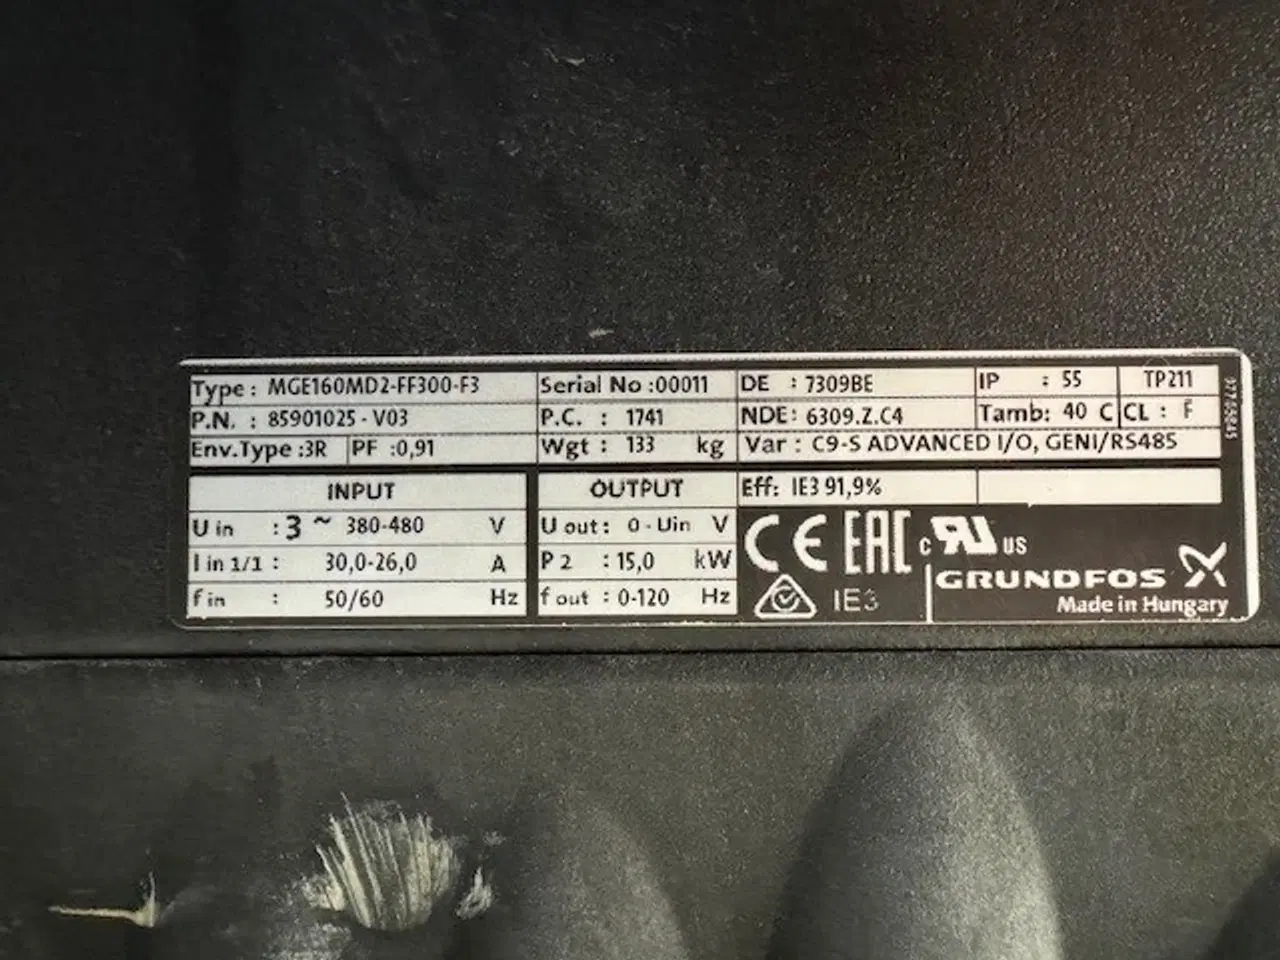 Type : MGE160MD2-FF300-F3 Serial No :00011 DE : 7309BE IP : 55 TP211
P.N. : 85901025 - V03 P.C. : 1741 NDE: 6309.Z.C4 Tamb: 40 C CL : F
Env.Type :3R PF :0,91 Wgt : 133 kg Var : C9-S ADVANCED I/O, GENI/RS485
INPUT OUTPUT Eff: IE3 91,9%
U in : 3 ~ 380-480 V U out : 0 - Uin V
I in 1/1 : 30,0-26,0 A P 2 : 15,0 kW
f in : 50/60 Hz f out : 0-120 Hz
CE EAC c RU US
GRUNDFOS
IE3 Made in Hungary